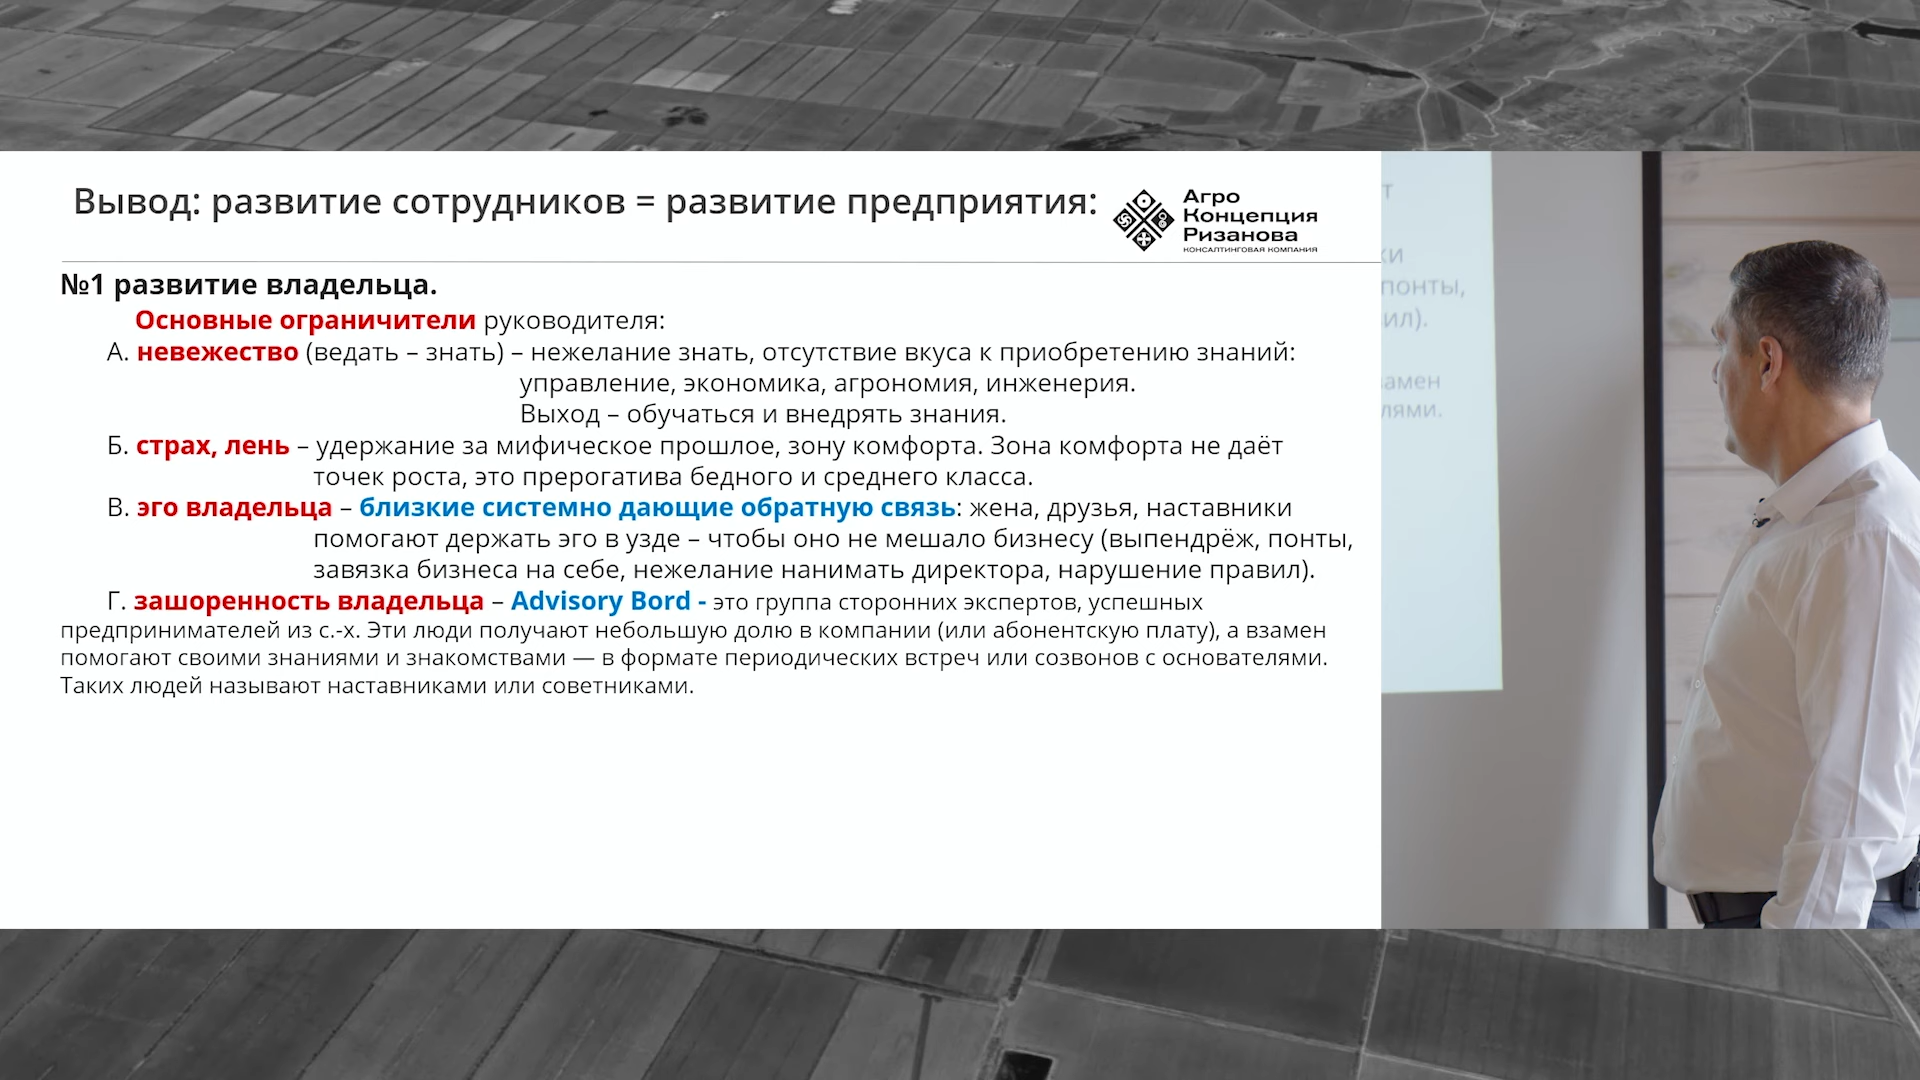 Вывод: развитие сотрудников = развитие предприятия:
Агро
Концепция
Ризанова
КОНСАЛТИНГОВАЯ КОМПАНИЯ
№1 развитие владельца.
Основные ограничители руководителя:
А. невежество (ведать – знать) – нежелание знать, отсутствие вкуса к приобретению знаний:
управление, экономика, агрономия, инженерия.
Выход – обучаться и внедрять знания.
Б. страх, лень – удержание за мифическое прошлое, зону комфорта. Зона комфорта не даёт
точек роста, это прерогатива бедного и среднего класса.
В. эго владельца – близкие системно дающие обратную связь: жена, друзья, наставники
помогают держать эго в узде – чтобы оно не мешало бизнесу (выпендрёж, понты,
завязка бизнеса на себе, нежелание нанимать директора, нарушение правил).
Г. зашоренность владельца – Advisory Bord - это группа сторонних экспертов, успешных
предпринимателей из с.-х. Эти люди получают небольшую долю в компании (или абонентскую плату), а взамен
помогают своими знаниями и знакомствами — в формате периодических встреч или созвонов с основателями.
Таких людей называют наставниками или советниками.
т
ки
понты,
ил).
амен
лями.